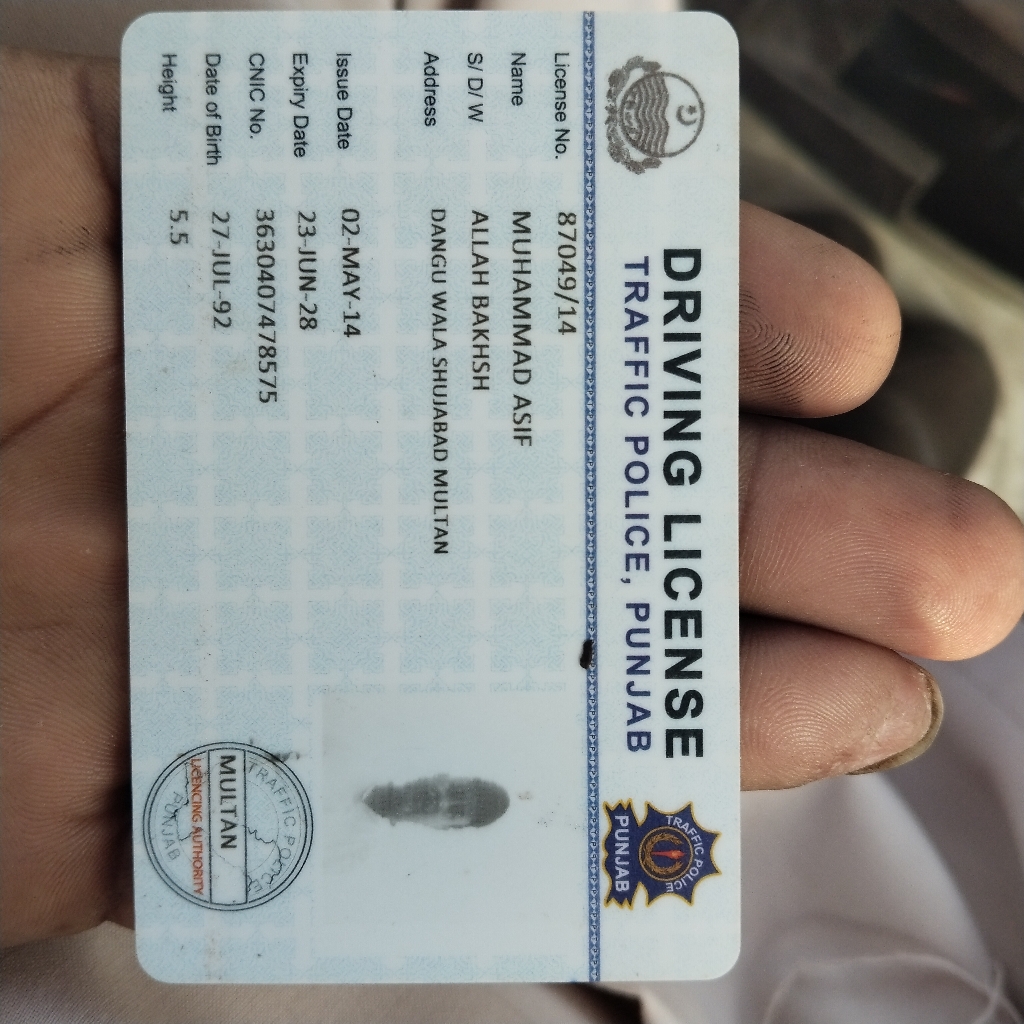 DRIVING LICENSE
TRAFFIC POLICE, PUNJAB
TRAFFIC POLICE
PUNJAB
License No. 87049/14
Name MUHAMMAD ASIF
S/ D/ W ALLAH BAKHSH
Address DANGU WALA SHUJABAD MULTAN
Issue Date 02-MAY-14
Expiry Date 23-JUN-28
CNIC No. 3630407478575
Date of Birth 27-JUL-92
Height 5.5
TRAFFIC POLICE
MULTAN
LICENCING AUTHORITY
PUNJAB